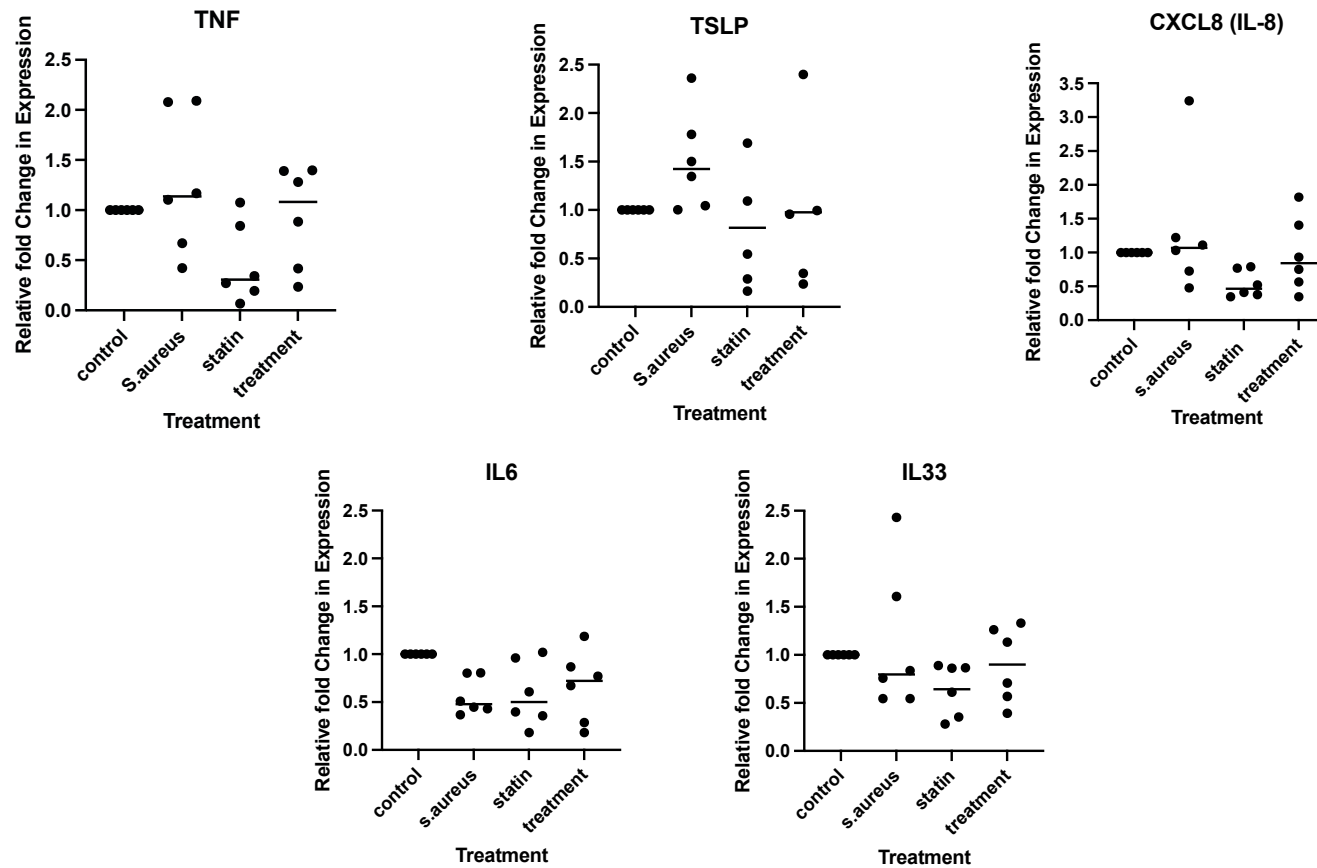 TNF
Relative fold Change in Expression
2.5
2.0
1.5
1.0
0.5
0.0
control
S.aureus
statin
treatment
Treatment
TSLP
Relative fold Change in Expression
2.5
2.0
1.5
1.0
0.5
0.0
control
S.aureus
statin
treatment
Treatment
CXCL8 (IL-8)
Relative fold Change in Expression
3.5
3.0
2.5
2.0
1.5
1.0
0.5
0.0
control
s.aureus
statin
treatment
Treatment
IL6
Relative fold Change in Expression
2.5
2.0
1.5
1.0
0.5
0.0
control
s.aureus
statin
treatment
Treatment
IL33
Relative fold Change in Expression
2.5
2.0
1.5
1.0
0.5
0.0
control
s.aureus
statin
treatment
Treatment